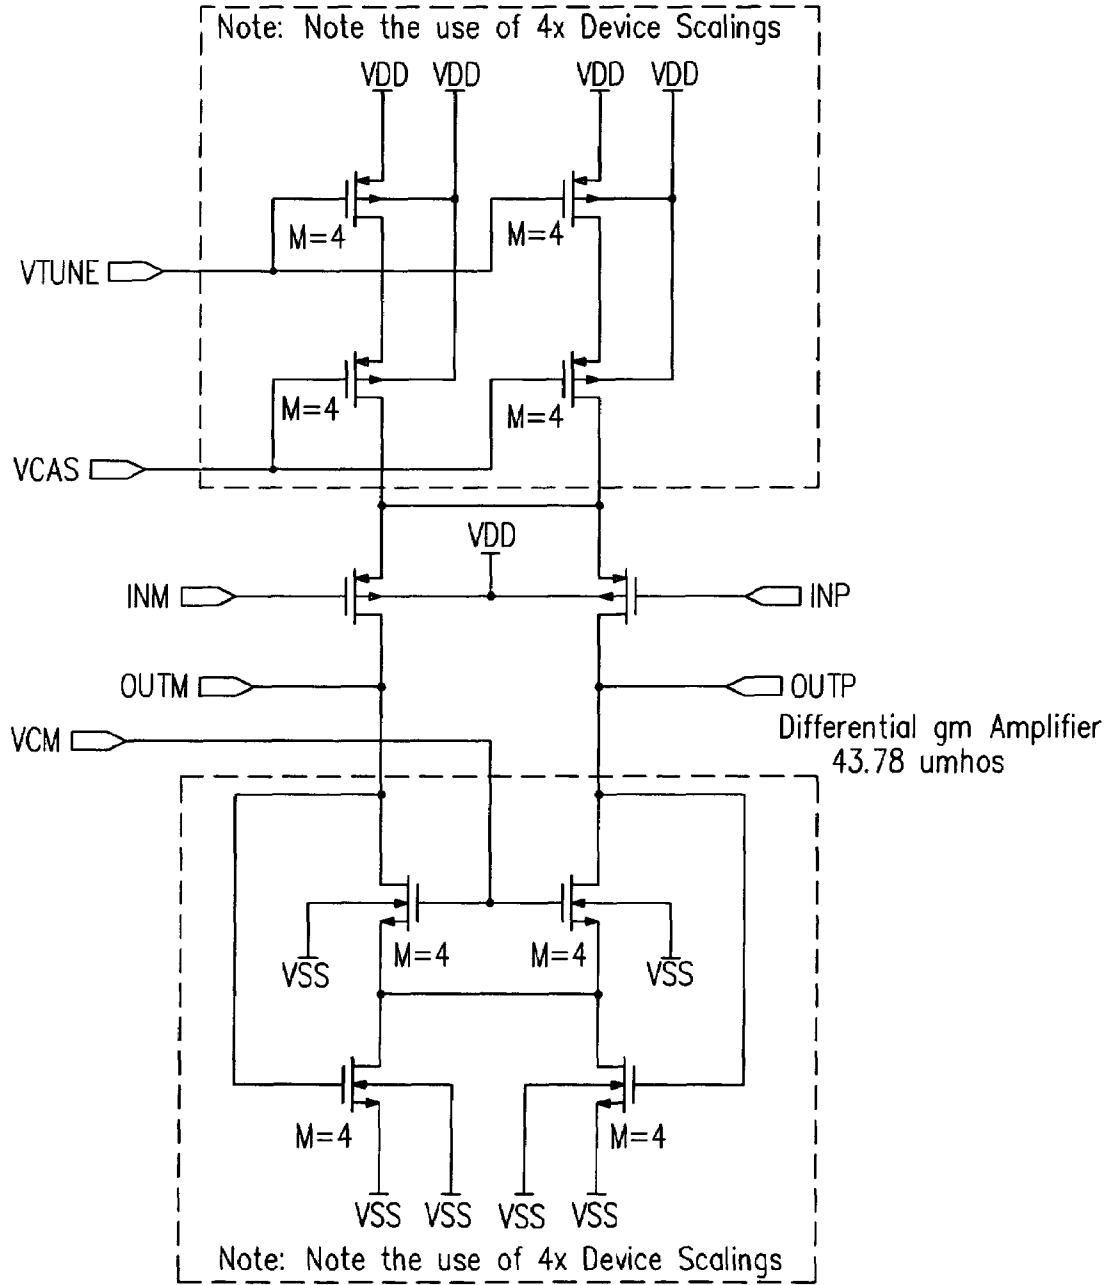 Note: Note the use of 4x Device Scalings
VDD VDD VDD VDD
M=4 M=4
VTUNE
M=4 M=4
VCAS
VDD
INM INP
OUTM OUTP
VCM Differential gm Amplifier
43.78 umhos
M=4 M=4
VSS VSS
M=4 M=4
VSS VSS VSS VSS
Note: Note the use of 4x Device Scalings